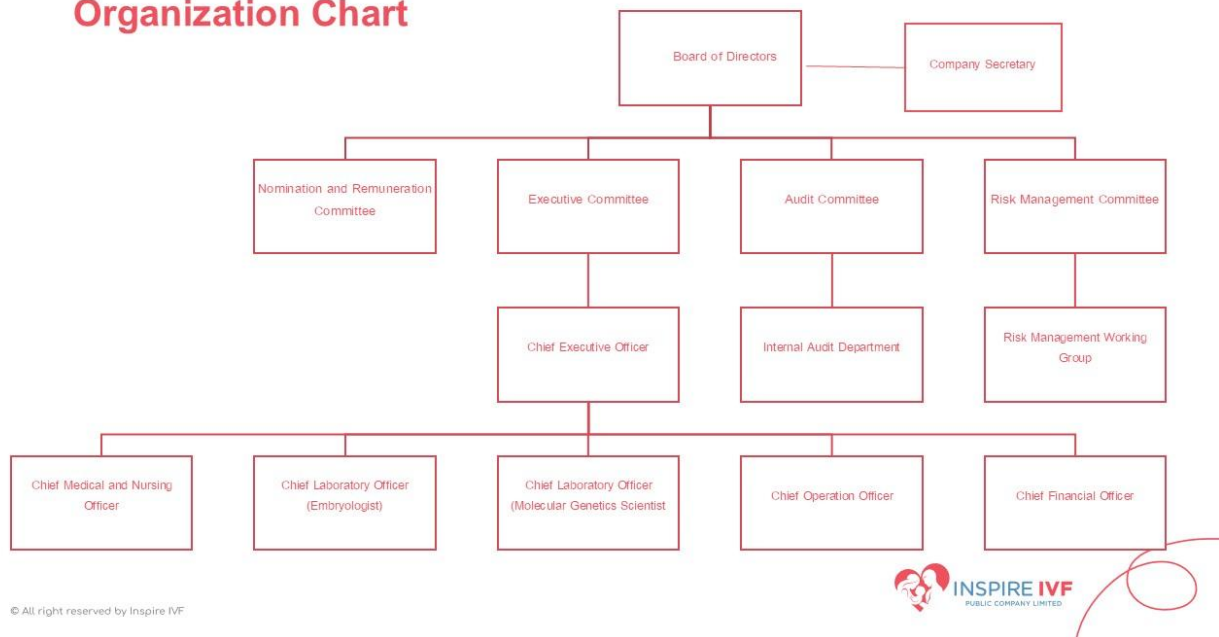 Organization Chart
Board of Directors
Company Secretary
Nomination and Remuneration
Committee
Executive Committee
Audit Committee
Risk Management Committee
Chief Executive Officer
Internal Audit Department
Risk Management Working
Group
Chief Medical and Nursing
Officer
Chief Laboratory Officer
(Embryologist)
Chief Laboratory Officer
(Molecular Genetics Scientist
Chief Operation Officer
Chief Financial Officer
INSPIRE IVF
PUBLIC COMPANY LIMITED
© All right reserved by Inspire IVF